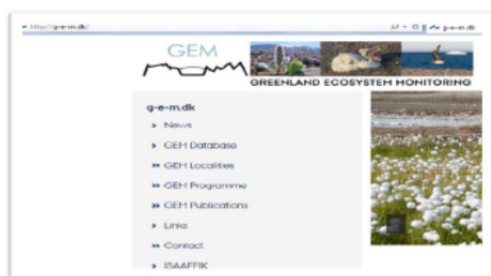 http://g-e-m.dk/
g-e-m.dk
GEM
GREENLAND ECOSYSTEM MONITORING
g-e-m.dk
News
GEM Database
GEM Localities
GEM Programme
GEM Publications
Links
Contact
ISAAFFIK